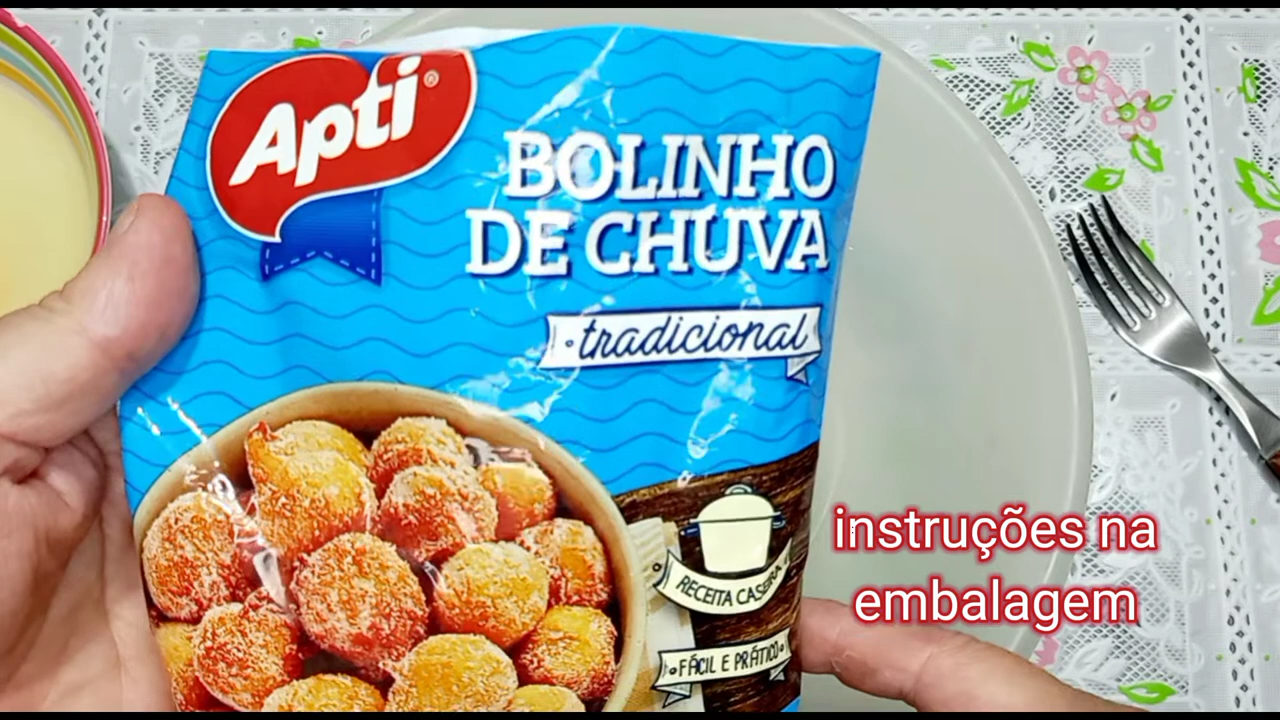 Apti®
BOLINHO
DE CHUVA
tradicional
RECEITA CASEIRA
FÁCIL E PRÁTICO
instruções na
embalagem